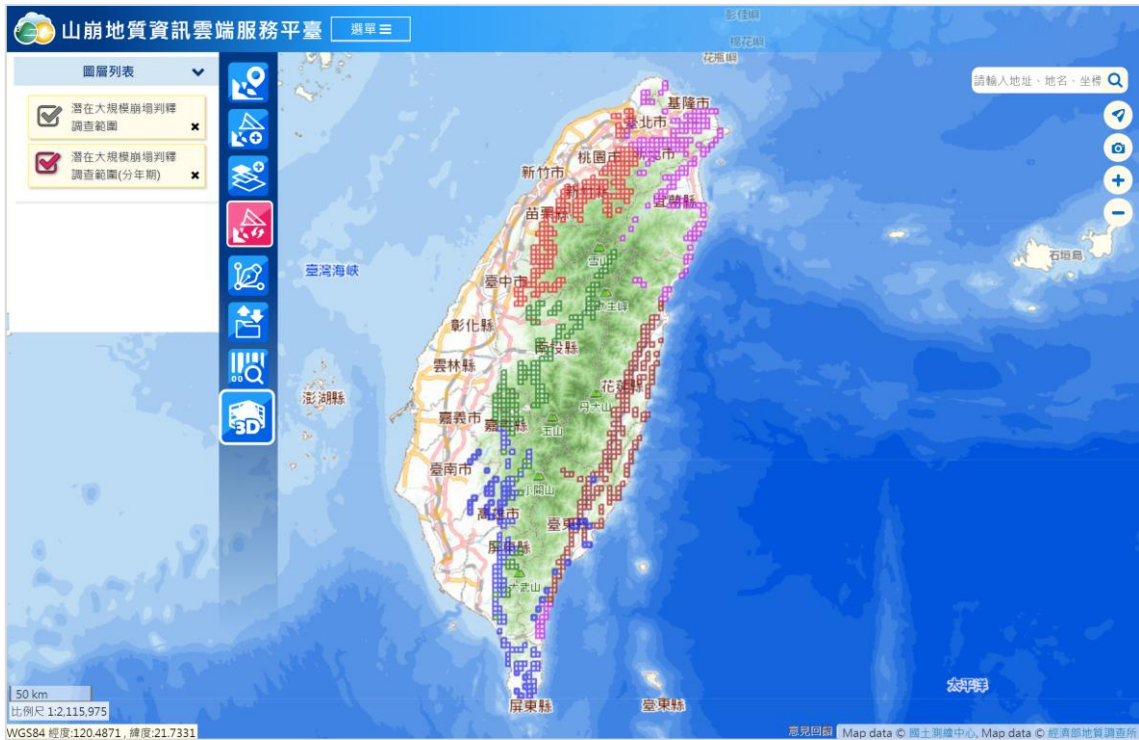 山崩地質資訊雲端服務平臺
選單☰
圖層列表
潛在大規模崩塌判釋
調查範圍
潛在大規模崩塌判釋
調查範圍(分年期)
3D
請輸入地址、地名、坐標
彭佳嶼
棉花嶼
花瓶嶼
基隆市
臺北市
桃園市
新竹市
宜蘭縣
苗栗縣
雪山
臺灣海峽
臺中市
石垣島
彰化縣
南投縣
雲林縣
花蓮縣
澎湖縣
丹大山
嘉義市
嘉義縣
玉山
臺南市
小關山
高雄市
臺東縣
屏東縣
大武山
太平洋
屏東縣
臺東縣
50 km
比例尺 1:2,115,975
WGS84 經度:120.4871 , 緯度:21.7331
意見回饋
Map data © 國土測繪中心, Map data © 經濟部地質調查所